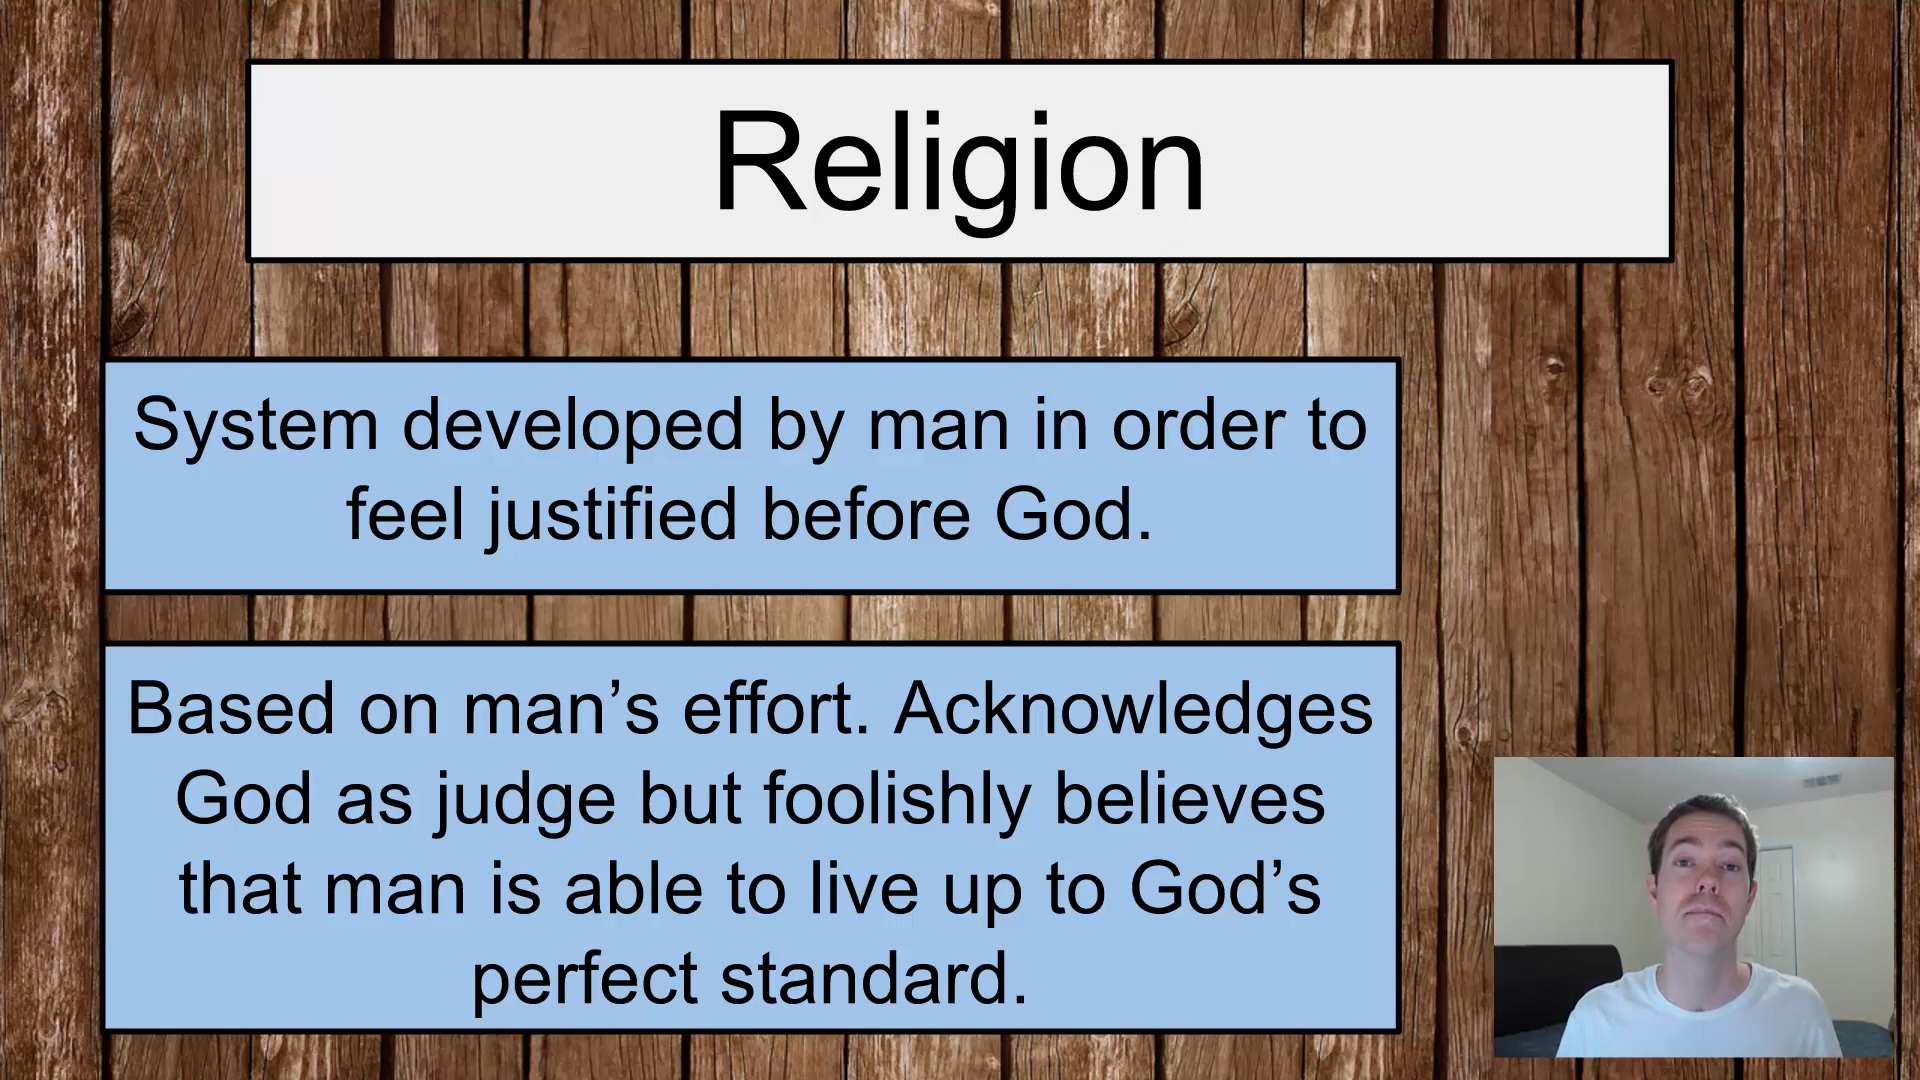 Religion
System developed by man in order to
feel justified before God.
Based on man’s effort. Acknowledges
God as judge but foolishly believes
that man is able to live up to God’s
perfect standard.